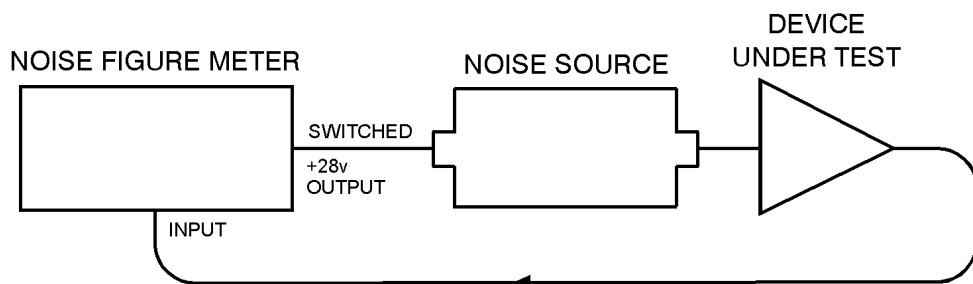 NOISE FIGURE METER
SWITCHED
+28v
OUTPUT
INPUT
NOISE SOURCE
DEVICE
UNDER TEST